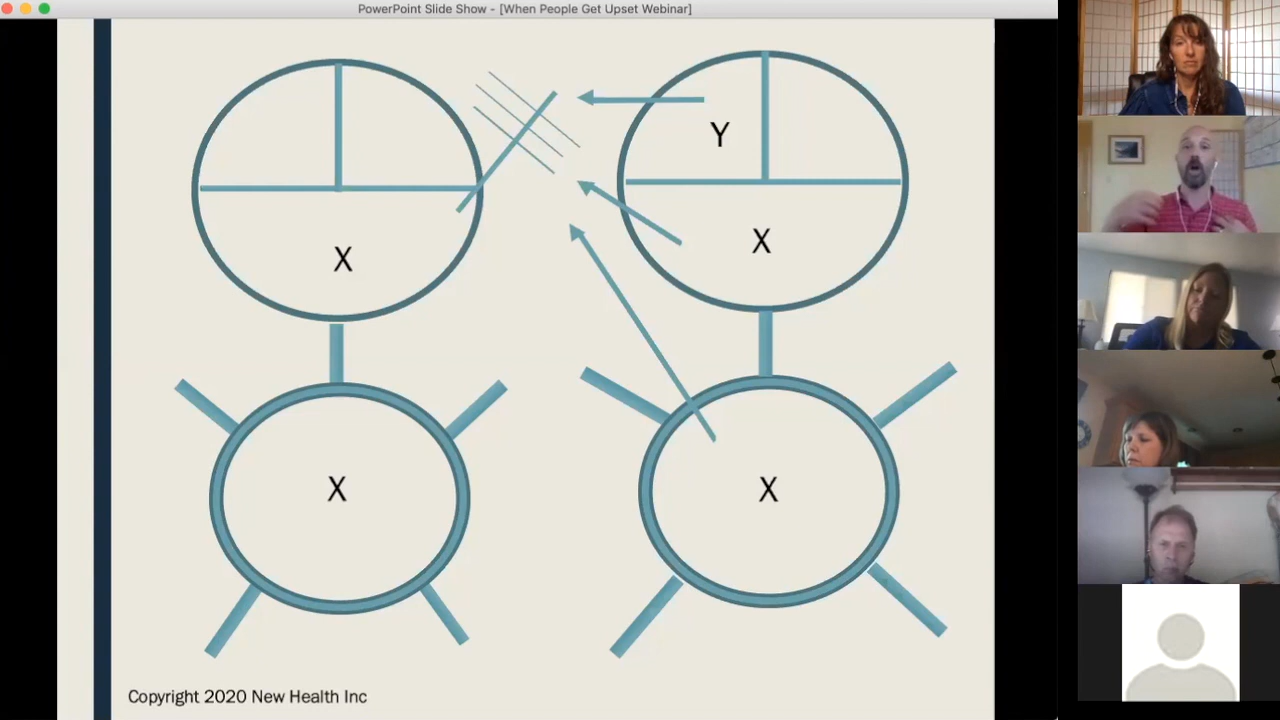 PowerPoint Slide Show - [When People Get Upset Webinar]
Y
X
X
X
X
Copyright 2020 New Health Inc